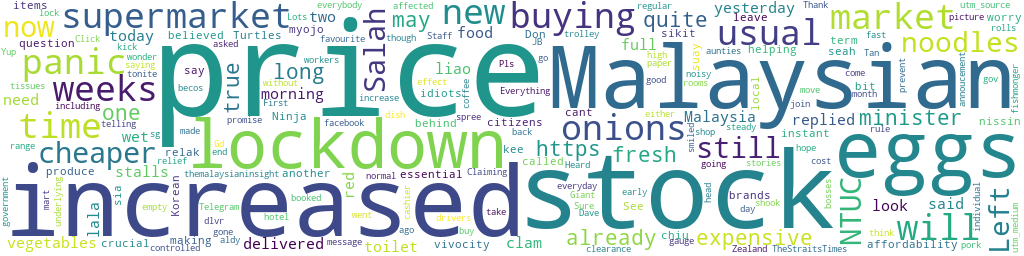 price
Malaysian
increased
stock
eggs
lockdown
supermarket
buying
new
usual
market
now
panic
weeks
time
cheaper
onions
still
noodles
will
NTUC
Left
Salah
may
quite
yesterday
today
believed
Turtles
two
myojo
food
Don
JB
sikit
term
seah
Tan
fast
worry
rolls
picture
leave
trolley
items
lock
question
Click
everybody
Lots
affected
regular
utm_source
Thank
favourite
Staff
though
Yup
kick
wonder
saying
tonite
asked
workers
say
true
long
liao
idiots
full
high
paper
suay
aunties
helping
noisy
rooms
local
bit
gov
come
month
prevent
annoucement
fishmonger
need
tissues
including
telling
becos
without
effect
morning
Pls
Everything
go
good
move
join
nissin
one
promise
First
increase
coffee
spree
Ninja
facebook
dish
behind
citizens
Malaysia
replied
minister
instant
rule
range
wet
sg
made
Gd
end
relief
relak
kee
back
cant
either
shop
steady
hope
government
produce
stalls
themalaysianinsight
another
called
Heard
https
fresh
smiled
going
stories
cost
mart
underlying
lala
sia
Korean
empty
Telegram
booked
red
normal
essential
Claiming
everyday
early
See
brands
day
head
look
said
bosses
individual
utm_medium
dlvr
hotel
ago
cashier
drivers
take
Giant
Sure
Dave
shook
affordability
pork
think
vegetables
crucial
controlled
making
gone
aldy
delivered
message
toilet
went
buy
vivocity
clam
already
clearance
chiu
gauge
expensive
Zealand
TheStraitsTimes